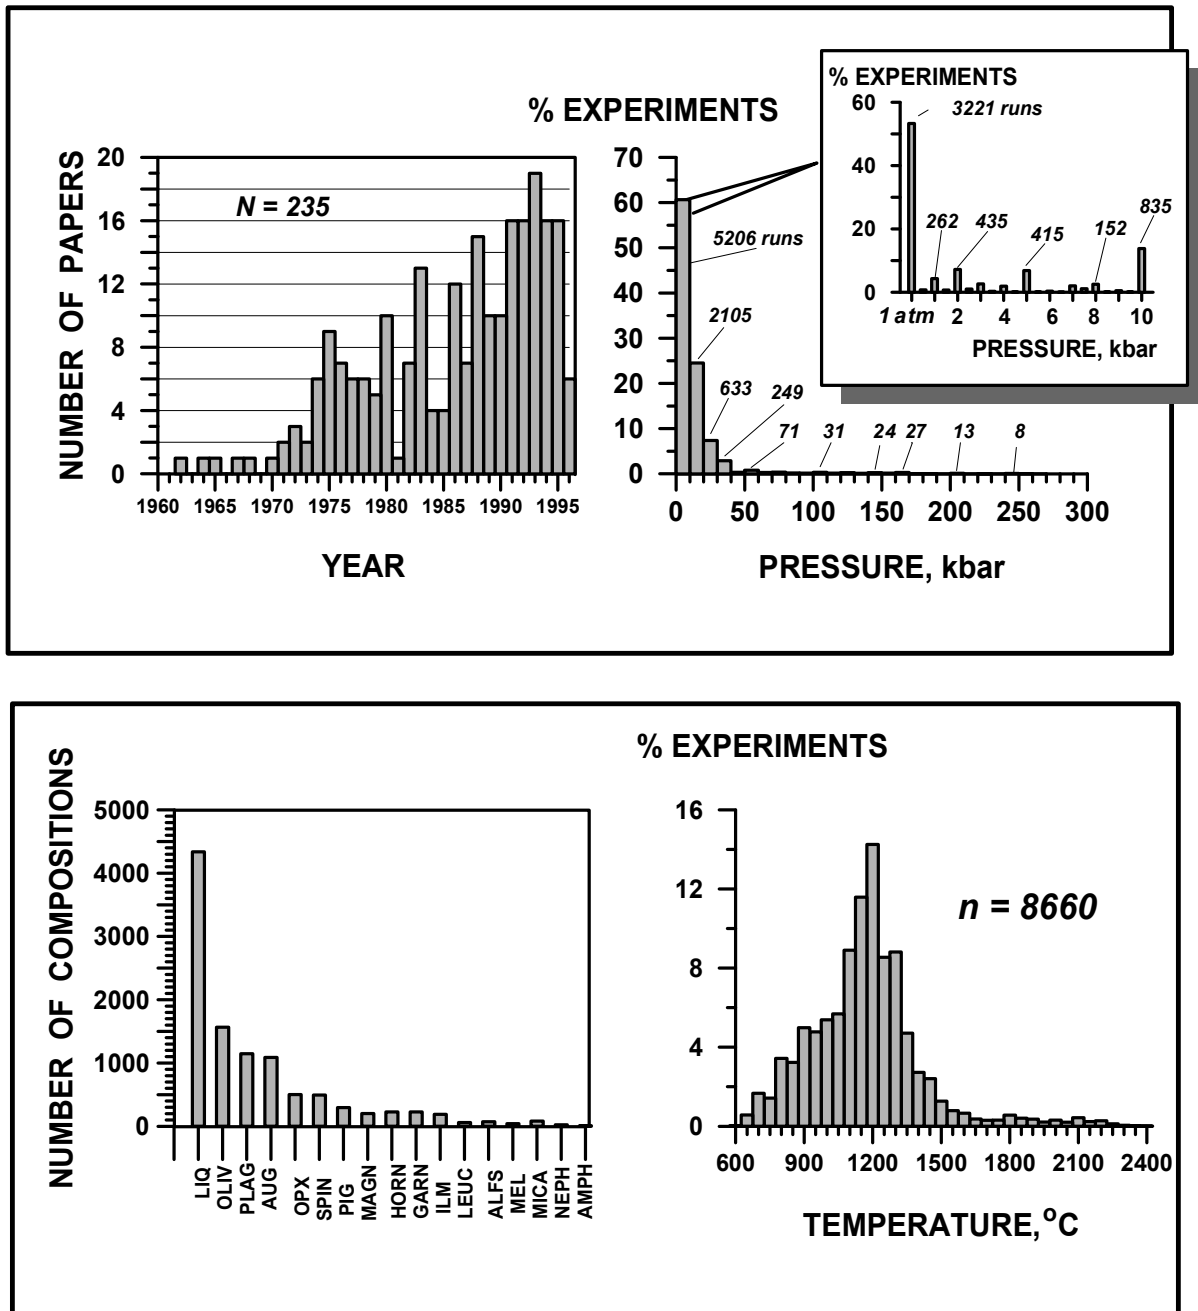 % EXPERIMENTS
60
40
20
0
3221 runs
262
435
415
152
835
1 atm 2 4 6 8 10
PRESSURE, kbar
NUMBER OF PAPERS
20
16
12
8
4
0
N = 235
1960 1965 1970 1975 1980 1985 1990 1995
YEAR
% EXPERIMENTS
70
60
50
40
30
20
10
0
5206 runs
2105
633
249
71
31
24
27
13
8
0 50 100 150 200 250 300
PRESSURE, kbar
NUMBER OF COMPOSITIONS
5000
4000
3000
2000
1000
0
LIQ
OLIV
PLAG
AUG
OPX
SPIN
PIG
MAGN
HORN
GARN
ILM
LEUC
ALFS
MEL
MICA
NEPH
AMPH
% EXPERIMENTS
16
12
8
4
0
n = 8660
600 900 1200 1500 1800 2100 2400
TEMPERATURE,°C